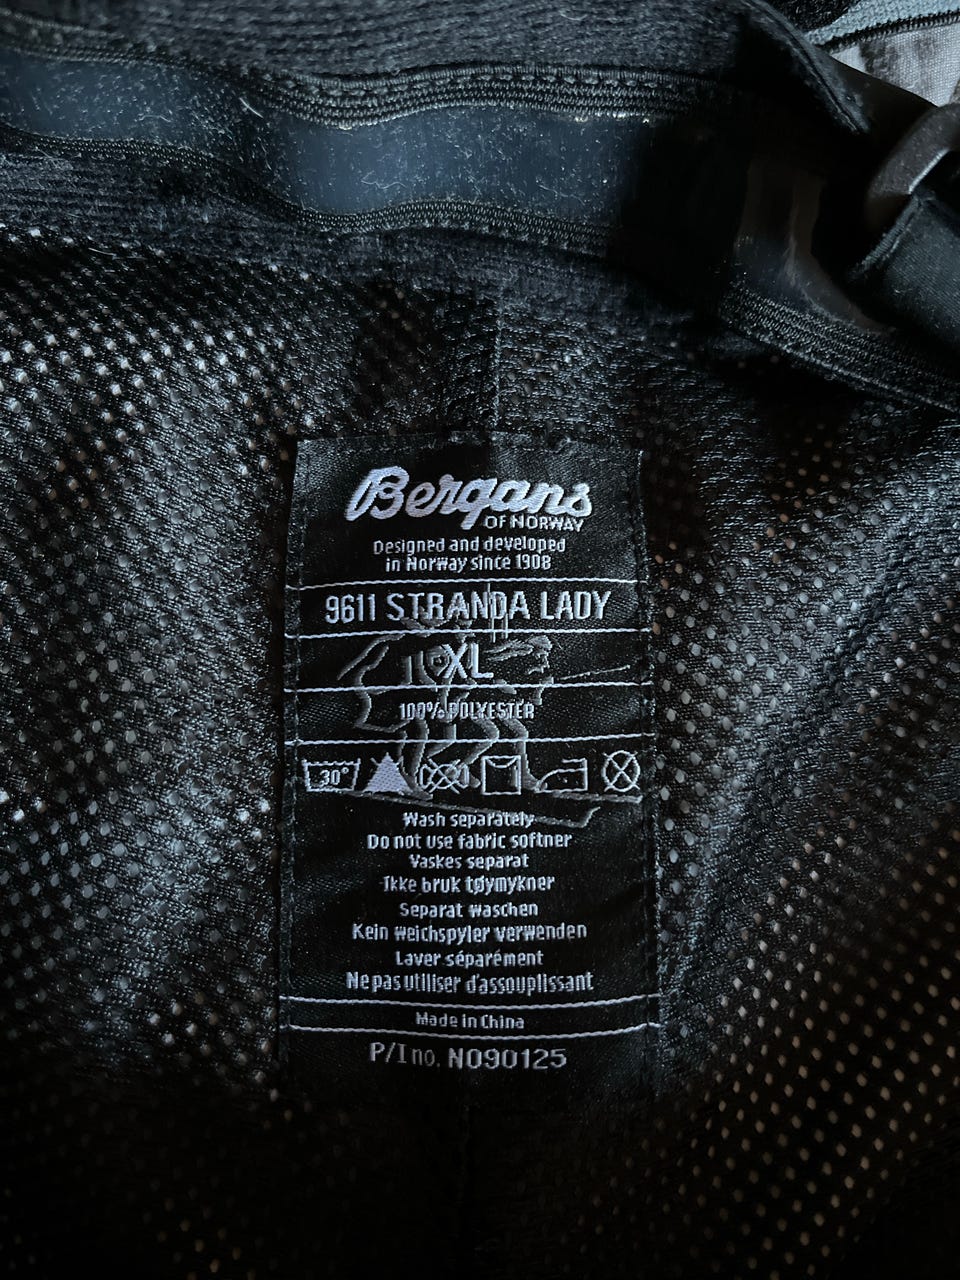 Bergans
OF NORWAY
Designed and developed
in Norway since 1908
9611 STRANDA LADY
XL
100% POLYESTER
30°
Wash separately
Do not use fabric softner
Vaskes separat
Ikke bruk tøymykner
Separat waschen
Kein weichspyler verwenden
Laver séparément
Ne pas utiliser d'assouplissant
Made in China
P/I no. N090125